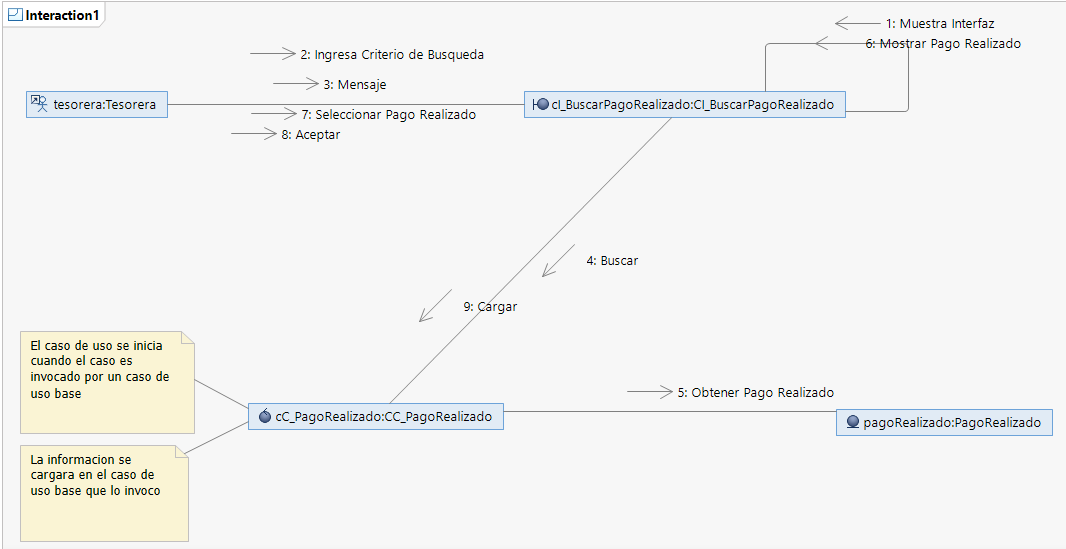 Interaction1
1: Muestra Interfaz
6: Mostrar Pago Realizado
2: Ingresa Criterio de Busqueda
3: Mensaje
tesorera:Tesorera
cI_BuscarPagoRealizado:CI_BuscarPagoRealizado
7: Seleccionar Pago Realizado
8: Aceptar
4: Buscar
9: Cargar
El caso de uso se inicia
cuando el caso es
invocado por un caso de
uso base
5: Obtener Pago Realizado
cC_PagoRealizado:CC_PagoRealizado
pagoRealizado:PagoRealizado
La informacion se
cargara en el caso de
uso base que lo invoco